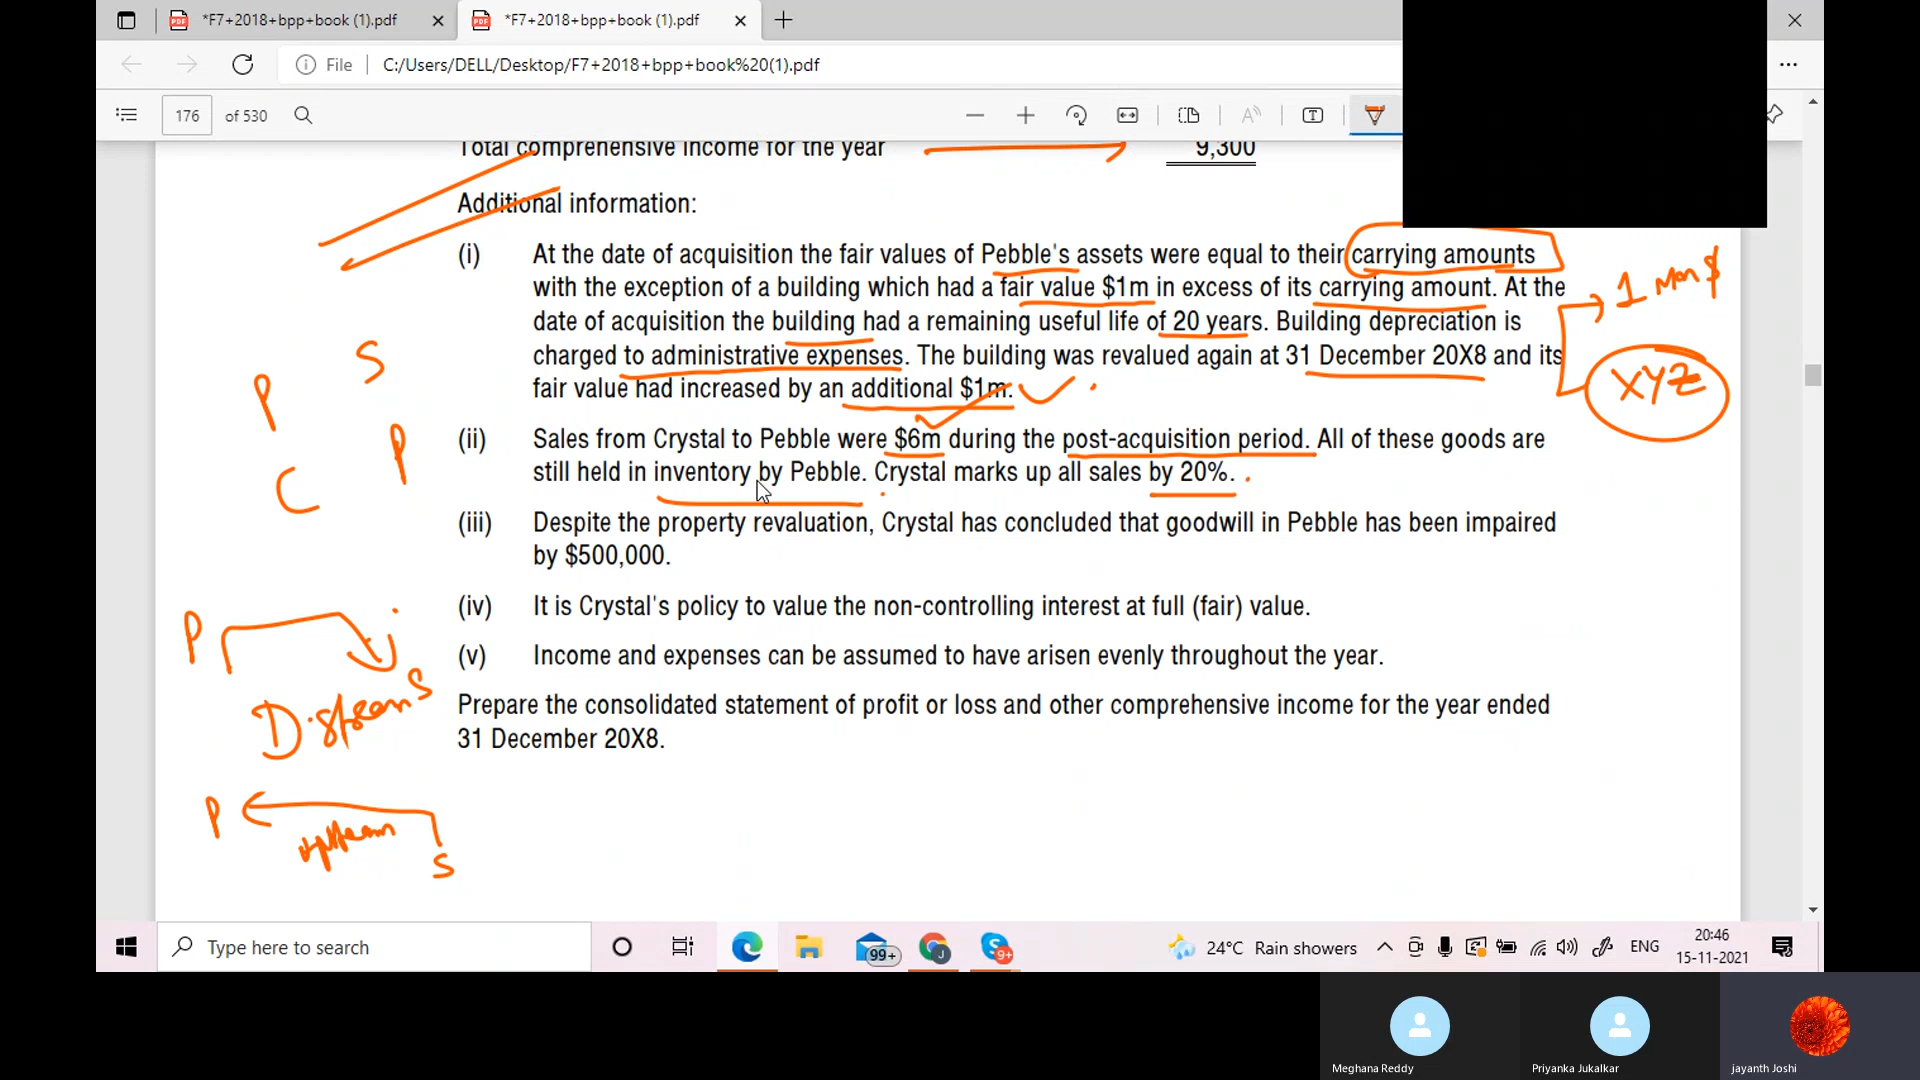 *F7+2018+bpp+book (1).pdf
*F7+2018+bpp+book (1).pdf
File
C:/Users/DELL/Desktop/F7+2018+bpp+book%20(1).pdf
176 of 530
Total comprehensive income for the year 9,300
Additional information:
(i) At the date of acquisition the fair values of Pebble's assets were equal to their carrying amounts
with the exception of a building which had a fair value $1m in excess of its carrying amount. At the
date of acquisition the building had a remaining useful life of 20 years. Building depreciation is
charged to administrative expenses. The building was revalued again at 31 December 20X8 and its
fair value had increased by an additional $1m.
1 $
XYZ
(ii) Sales from Crystal to Pebble were $6m during the post-acquisition period. All of these goods are
still held in inventory by Pebble. Crystal marks up all sales by 20%.
S
P
P
C
(iii) Despite the property revaluation, Crystal has concluded that goodwill in Pebble has been impaired
by $500,000.
(iv) It is Crystal's policy to value the non-controlling interest at full (fair) value.
(v) Income and expenses can be assumed to have arisen evenly throughout the year.
P
S
D.stream
Prepare the consolidated statement of profit or loss and other comprehensive income for the year ended
31 December 20X8.
P
upstream
S
Type here to search
99+
J
9+
24°C Rain showers
ENG
20:46
15-11-2021
Meghana Reddy
Priyanka Jukalkar
jayanth Joshi